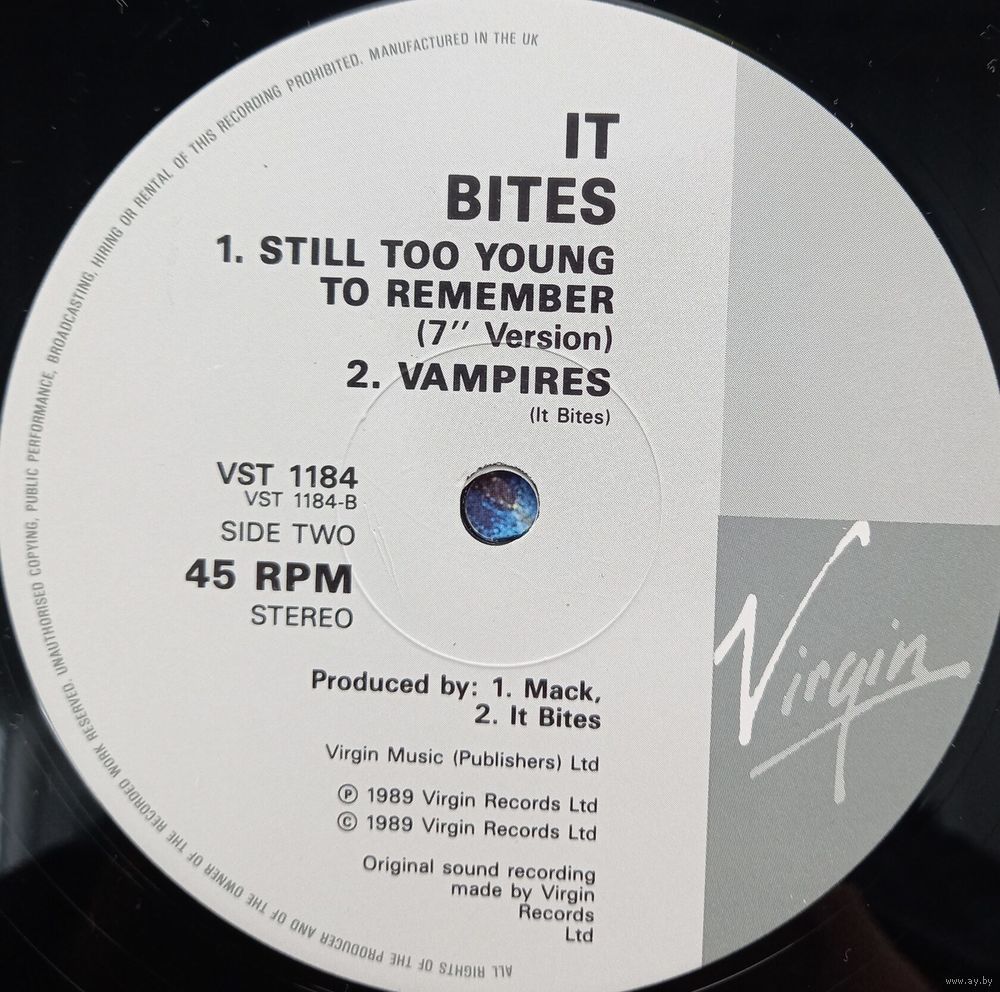 IT
BITES
1. STILL TOO YOUNG
TO REMEMBER
(7" Version)
2. VAMPIRES
(It Bites)
VST 1184
VST 1184-B
SIDE TWO
45 RPM
STEREO
Produced by: 1. Mack,
2. It Bites
Virgin Music (Publishers) Ltd
℗ 1989 Virgin Records Ltd
© 1989 Virgin Records Ltd
Original sound recording
made by Virgin
Records
Ltd
Virgin
ALL RIGHTS OF THE PRODUCER AND OF THE OWNER OF THE RECORDED WORK RESERVED. UNAUTHORISED COPYING, PUBLIC PERFORMANCE, BROADCASTING, HIRING OR RENTAL OF THIS RECORDING PROHIBITED. MANUFACTURED IN THE UK
www.ay.by